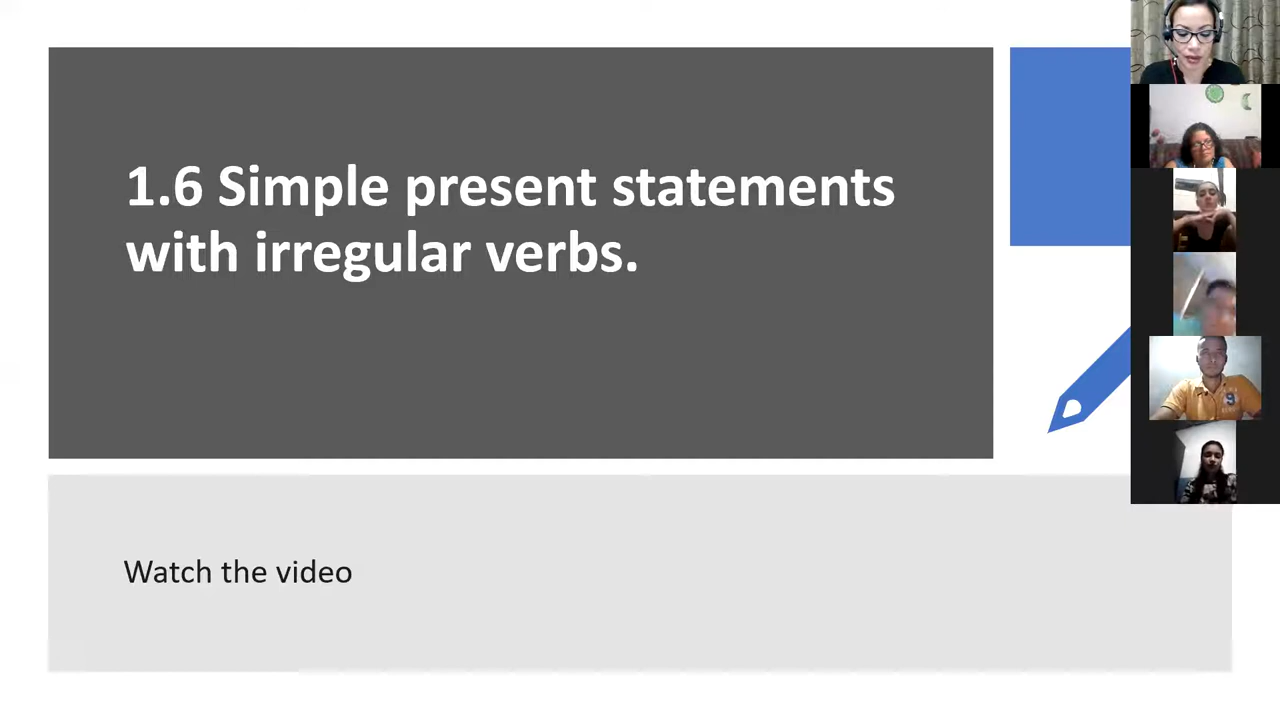 1.6 Simple present statements
with irregular verbs.
Watch the video